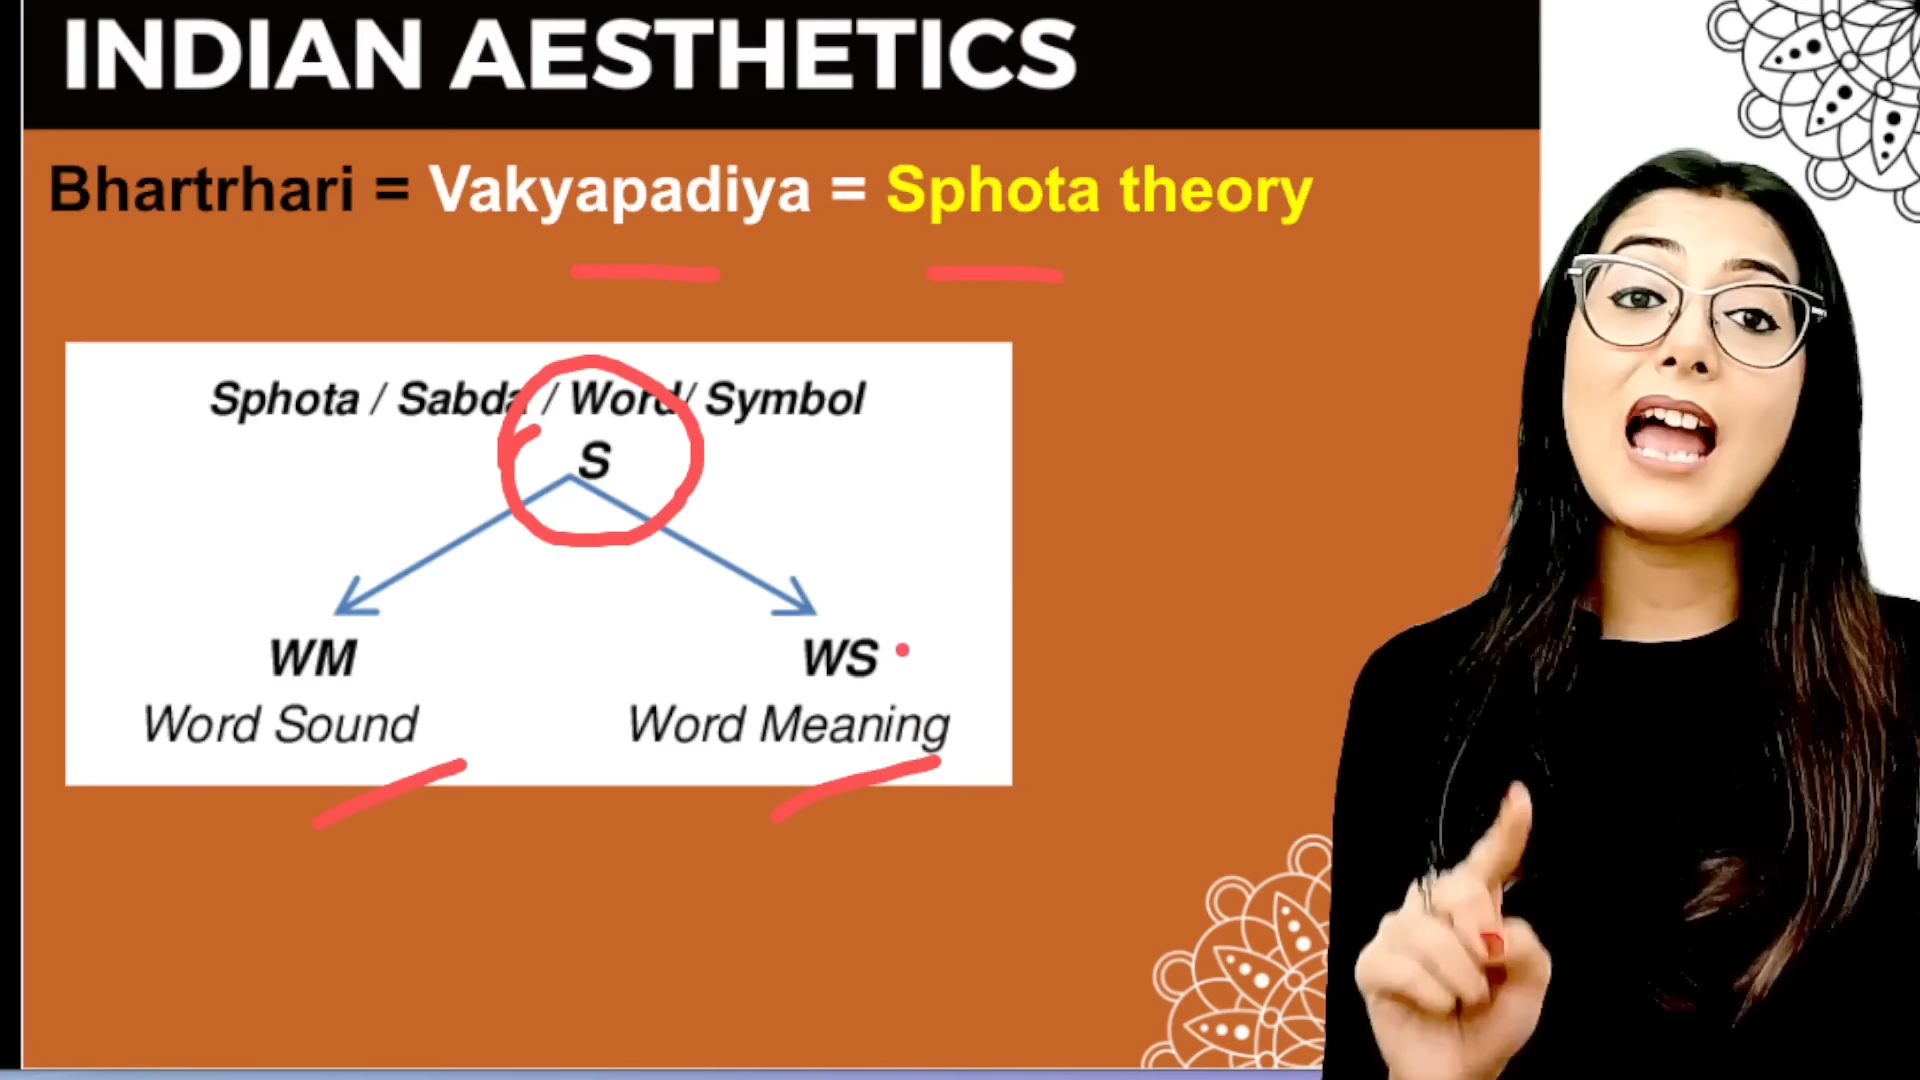 INDIAN AESTHETICS
Bhartrhari = Vakyapadiya = Sphota theory
Sphota / Sabda / Word/ Symbol
S
WM WS
Word Sound Word Meaning